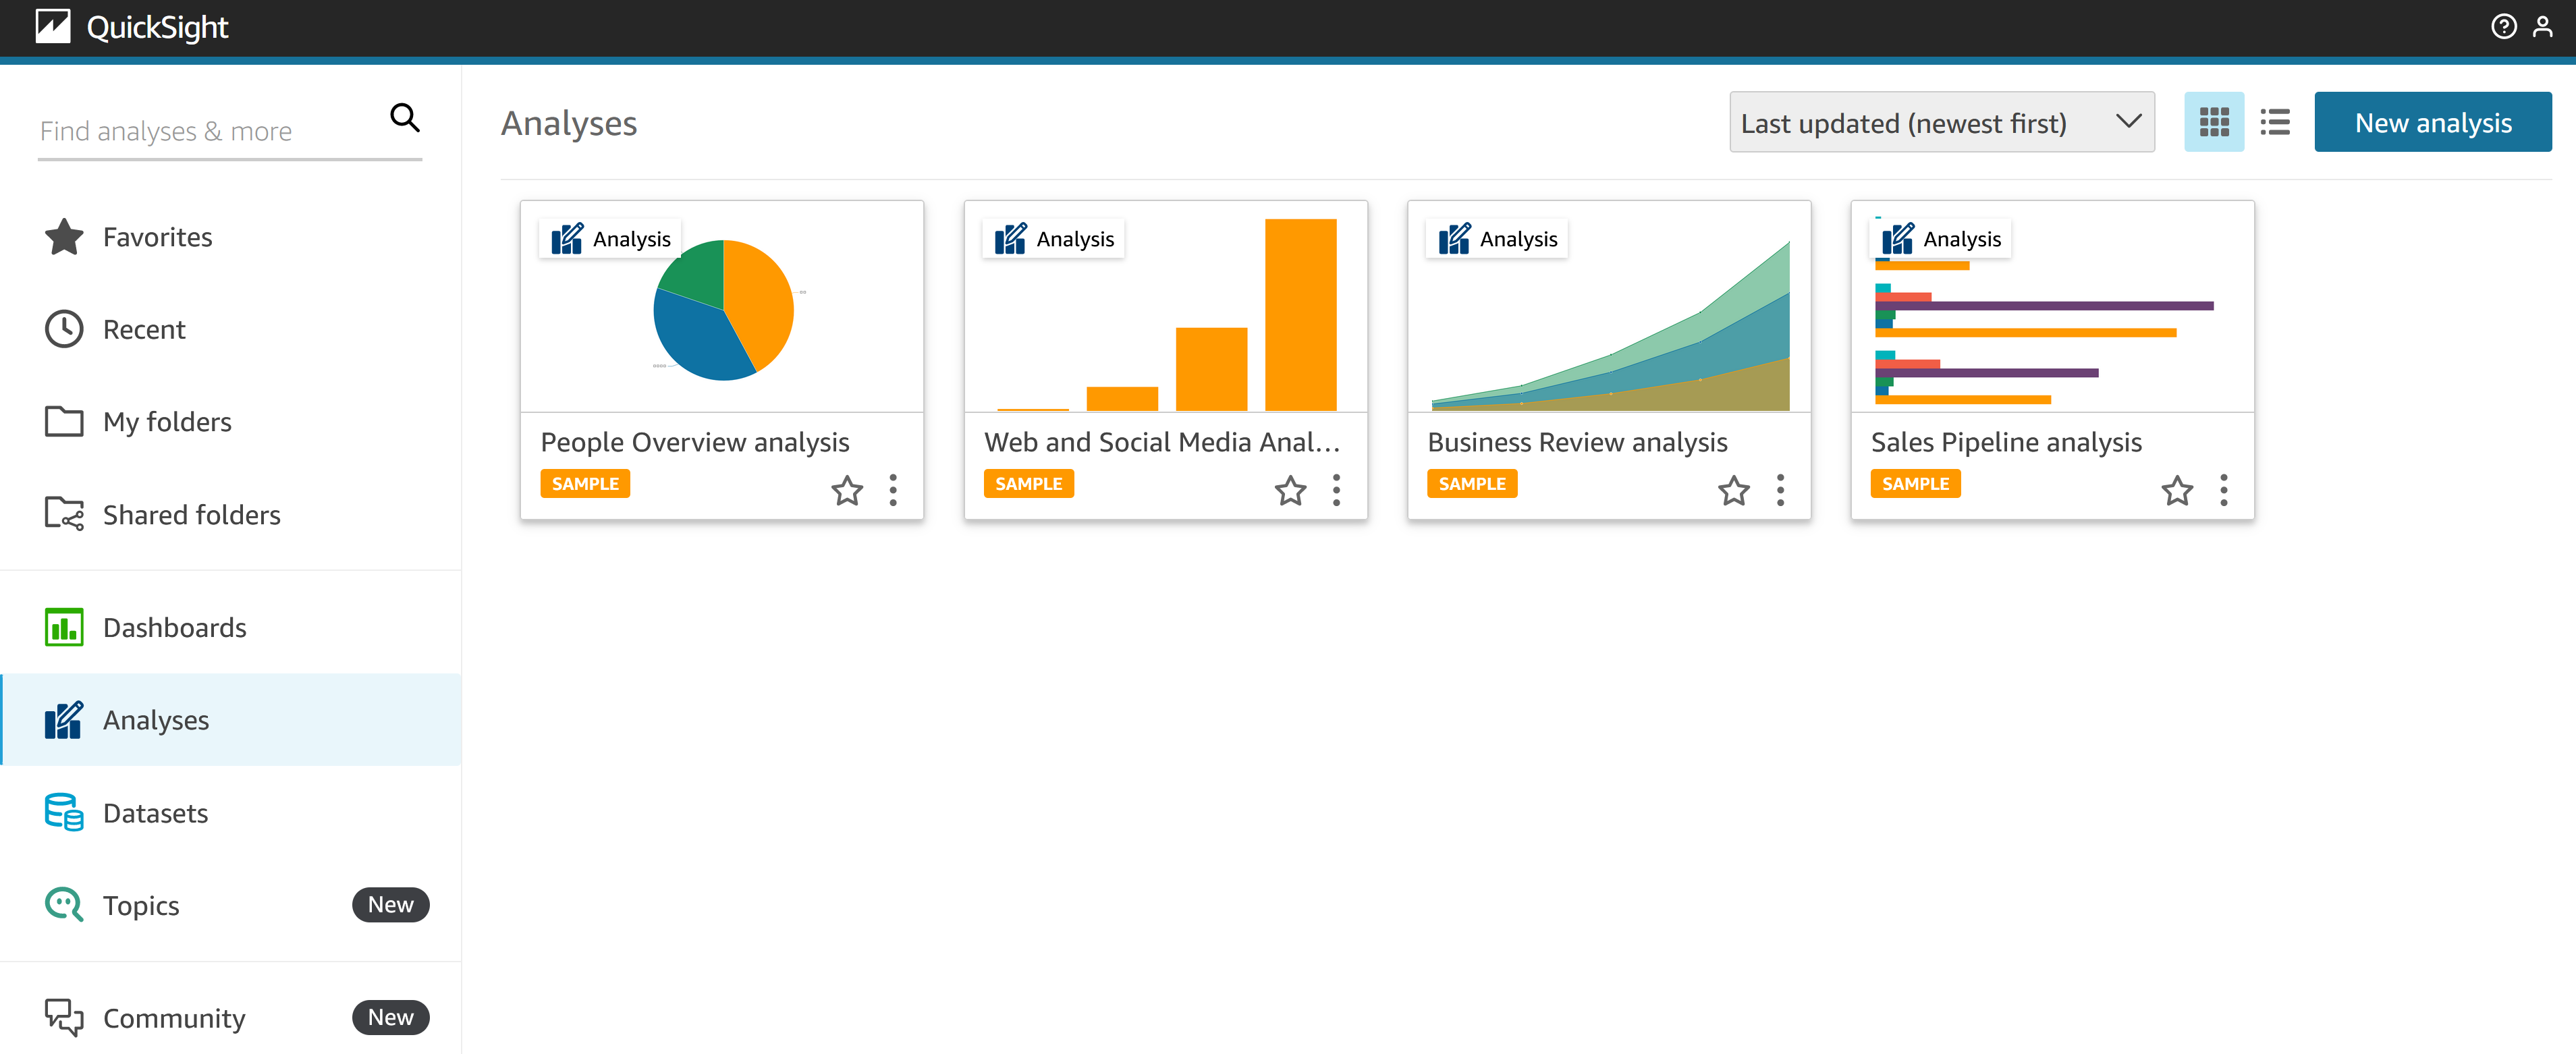 QuickSight
Find analyses & more
Favorites
Recent
My folders
Shared folders
Dashboards
Analyses
Datasets
Topics New
Community New
Analyses
Last updated (newest first)
New analysis
Analysis
People Overview analysis
SAMPLE
Analysis
Web and Social Media Anal...
SAMPLE
Analysis
Business Review analysis
SAMPLE
Analysis
Sales Pipeline analysis
SAMPLE